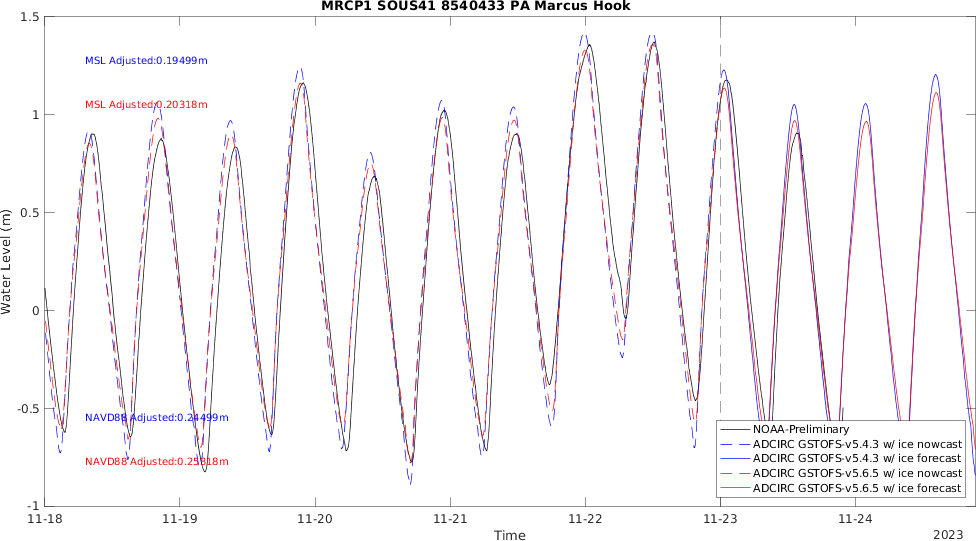 MRCP1 SOUS41 8540433 PA Marcus Hook
1.5
1
0.5
0
-0.5
-1
Water Level (m)
MSL Adjusted:0.19499m
MSL Adjusted:0.20318m
NAVD88 Adjusted:0.24499m
NAVD88 Adjusted:0.25318m
NOAA-Preliminary
ADCIRC GSTOFS-v5.4.3 w/ ice nowcast
ADCIRC GSTOFS-v5.4.3 w/ ice forecast
ADCIRC GSTOFS-v5.6.5 w/ ice nowcast
ADCIRC GSTOFS-v5.6.5 w/ ice forecast
11-18 11-19 11-20 11-21 11-22 11-23 11-24
Time
2023